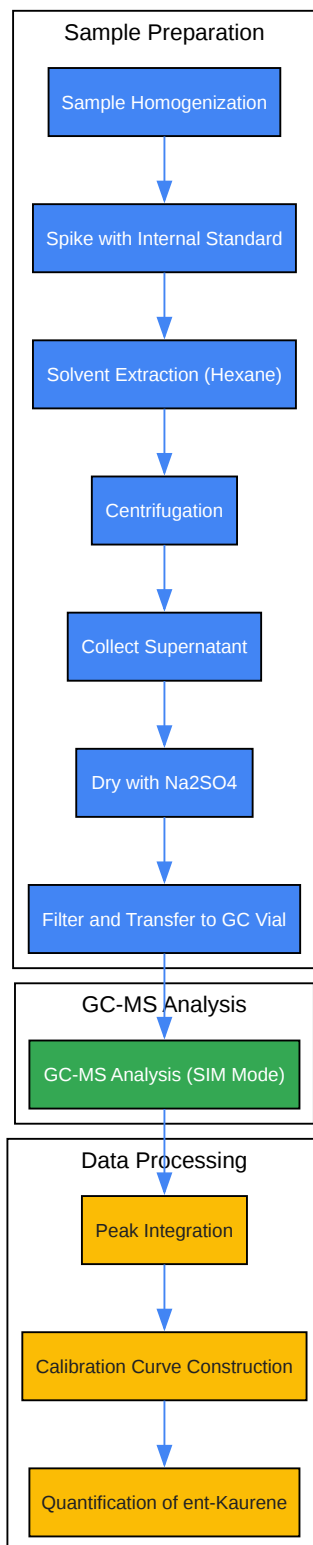 Sample Preparation
Sample Homogenization
Spike with Internal Standard
Solvent Extraction (Hexane)
Centrifugation
Collect Supernatant
Dry with Na2SO4
Filter and Transfer to GC Vial
GC-MS Analysis
GC-MS Analysis (SIM Mode)
Data Processing
Peak Integration
Calibration Curve Construction
Quantification of ent-Kaurene